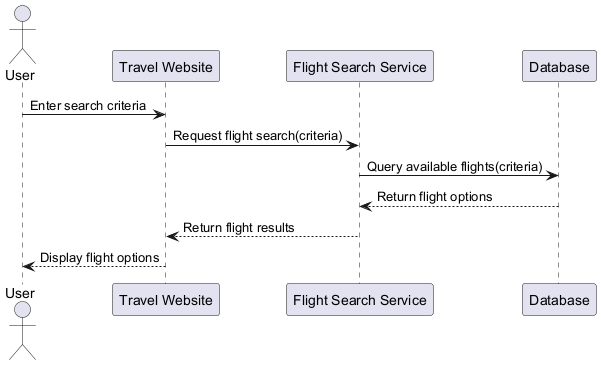 User
Travel Website
Flight Search Service
Database
Enter search criteria
Request flight search(criteria)
Query available flights(criteria)
Return flight options
Return flight results
Display flight options
User
Travel Website
Flight Search Service
Database